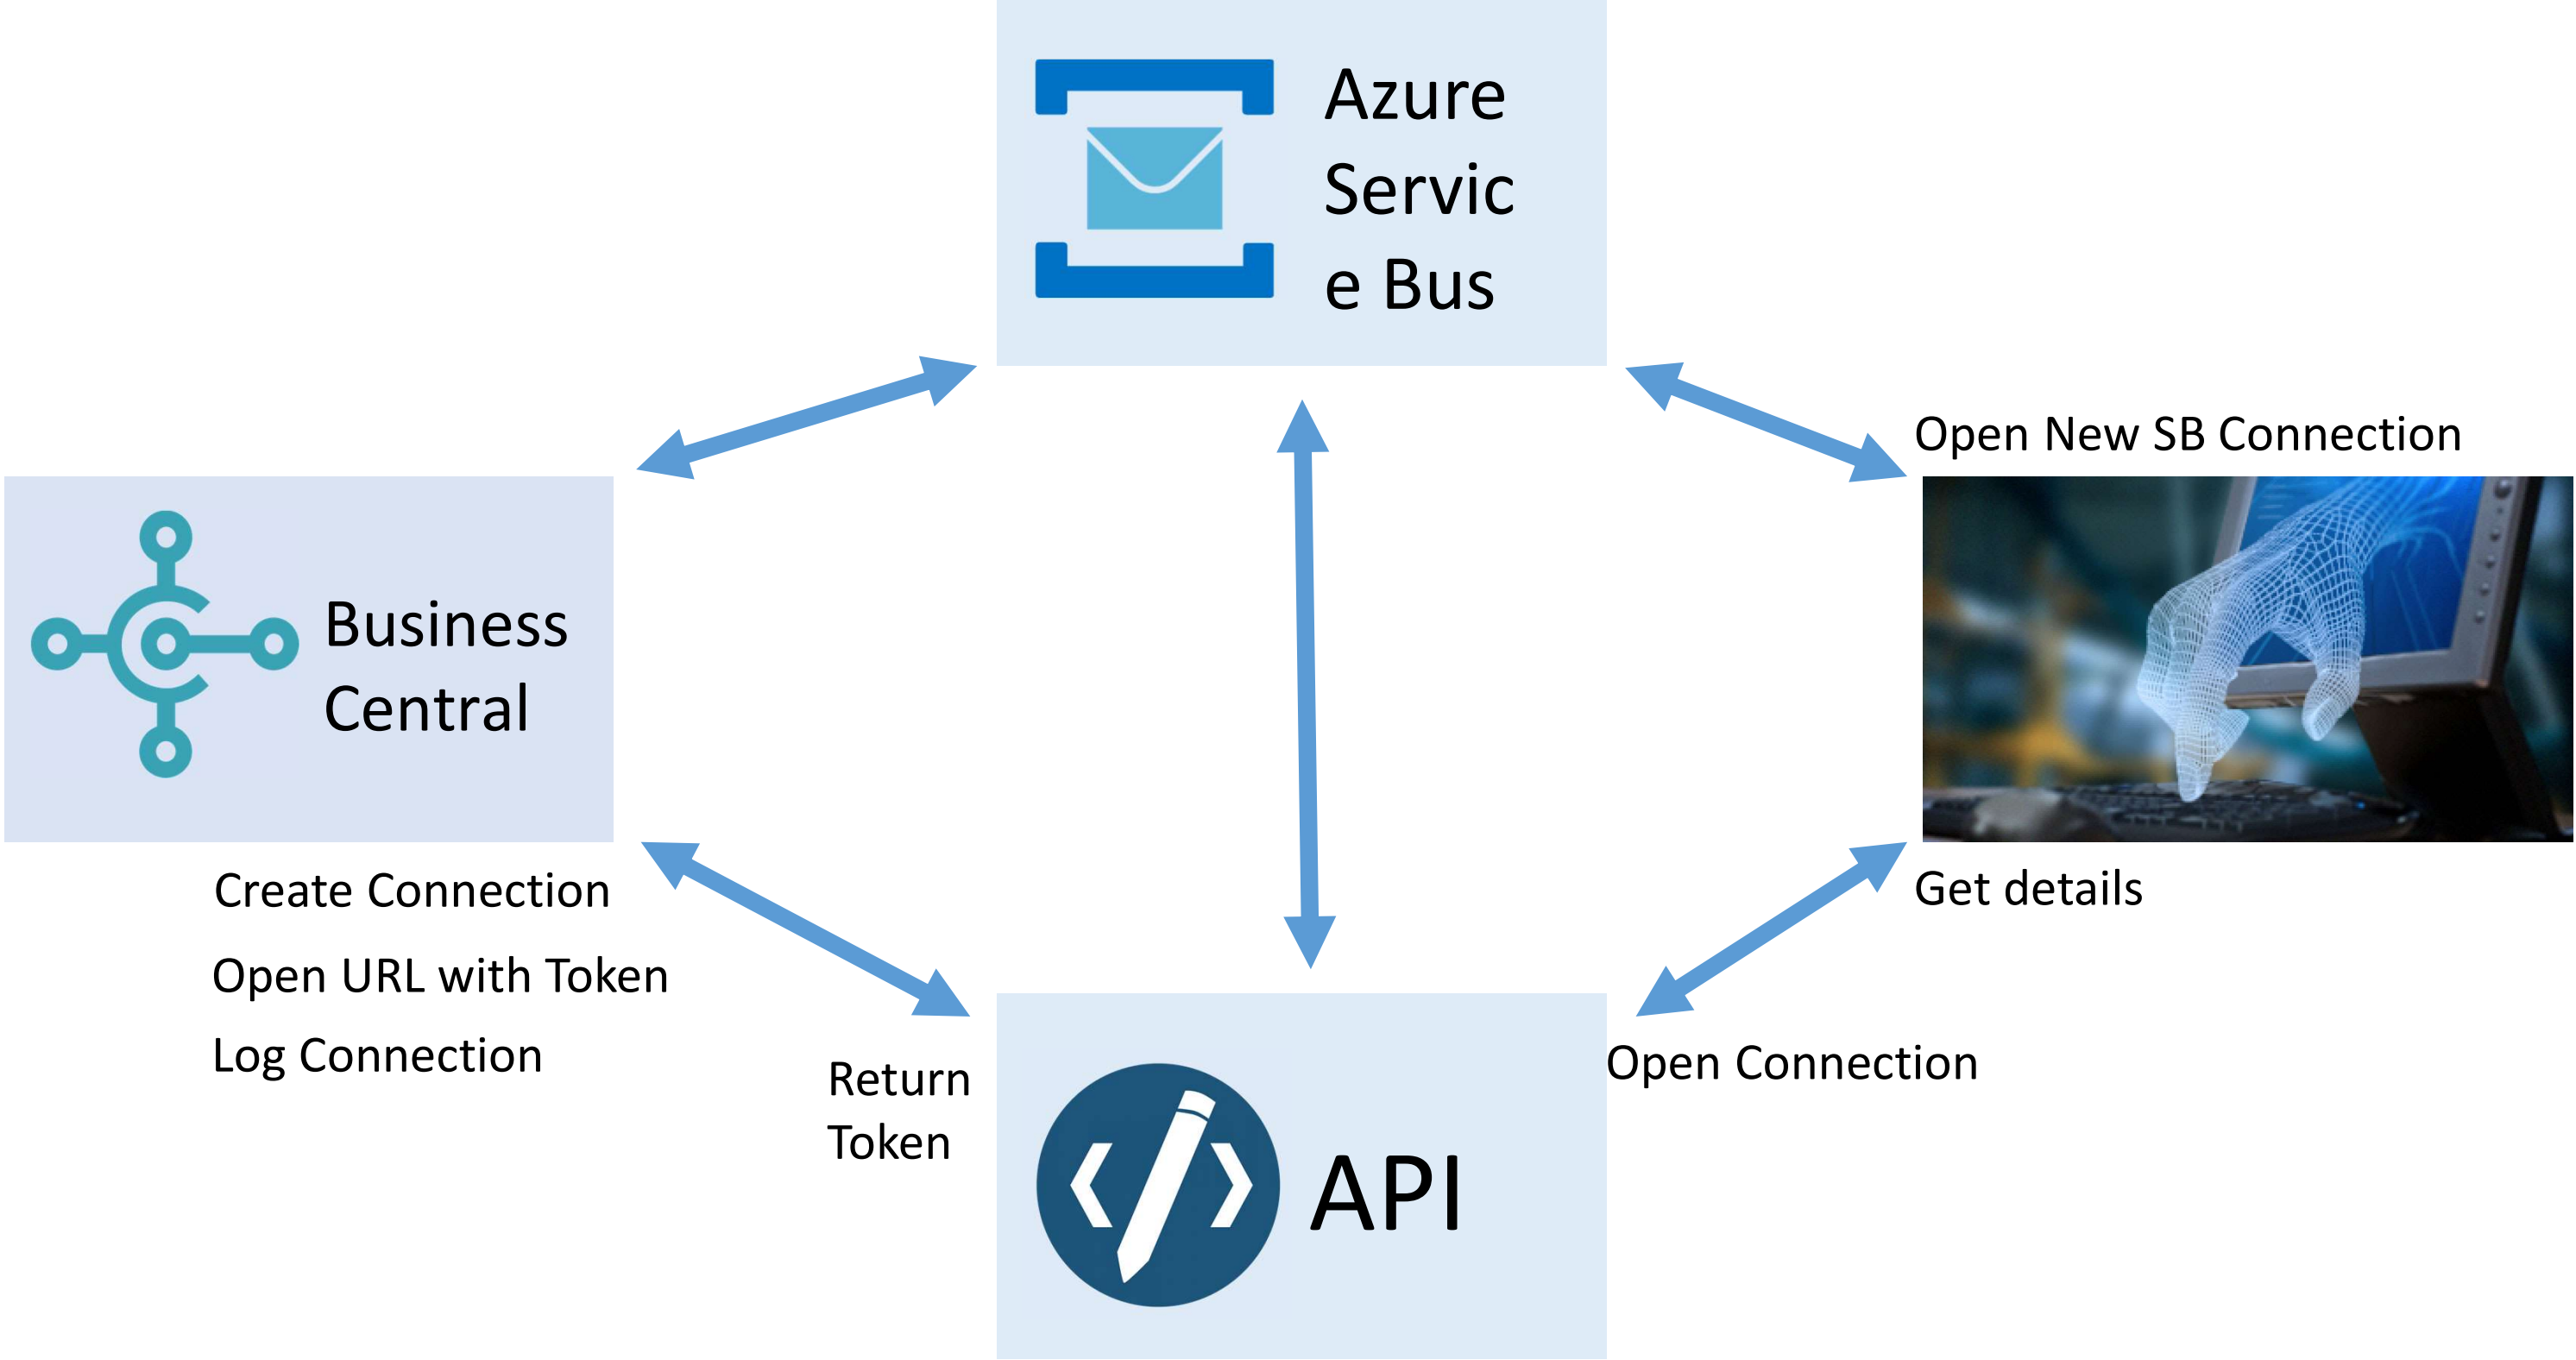 Azure
Servic
e Bus
Open New SB Connection
Business
Central
Create Connection
Open URL with Token
Log Connection
Get details
Return
Token
Open Connection
API